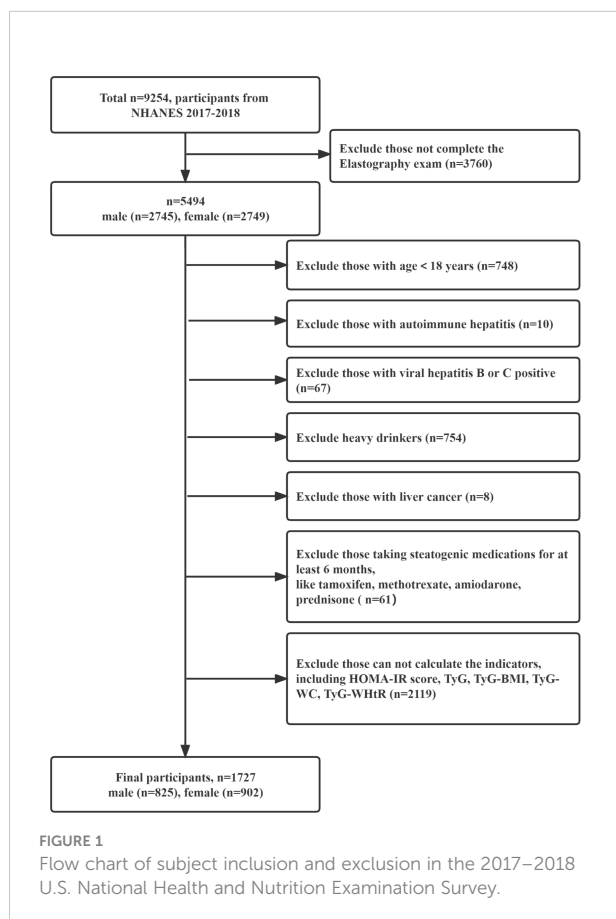 Total n=9254, participants from
NHANES 2017-2018
Exclude those not complete the
Elastography exam (n=3760)
n=5494
male (n=2745), female (n=2749)
Exclude those with age < 18 years (n=748)
Exclude those with autoimmune hepatitis (n=10)
Exclude those with viral hepatitis B or C positive
(n=67)
Exclude heavy drinkers (n=754)
Exclude those with liver cancer (n=8)
Exclude those taking steatogenic medications for at
least 6 months,
like tamoxifen, methotrexate, amiodarone,
prednisone ( n=61)
Exclude those can not calculate the indicators,
including HOMA-IR score, TyG, TyG-BMI, TyG-
WC, TyG-WHtR (n=2119)
Final participants, n=1727
male (n=825), female (n=902)
FIGURE 1
Flow chart of subject inclusion and exclusion in the 2017–2018
U.S. National Health and Nutrition Examination Survey.